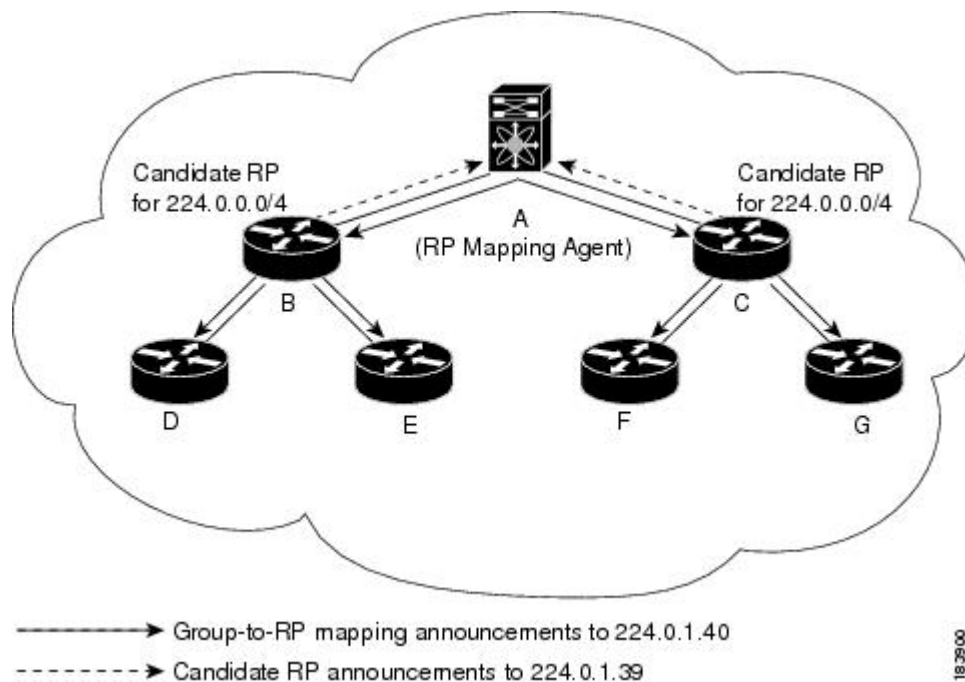 Candidate RP
for 224.0.0.0/4
Candidate RP
for 224.0.0.0/4
A
(RP Mapping Agent)
B
C
D
E
F
G
Group-to-RP mapping announcements to 224.0.1.40
Candidate RP announcements to 224.0.1.39
183900